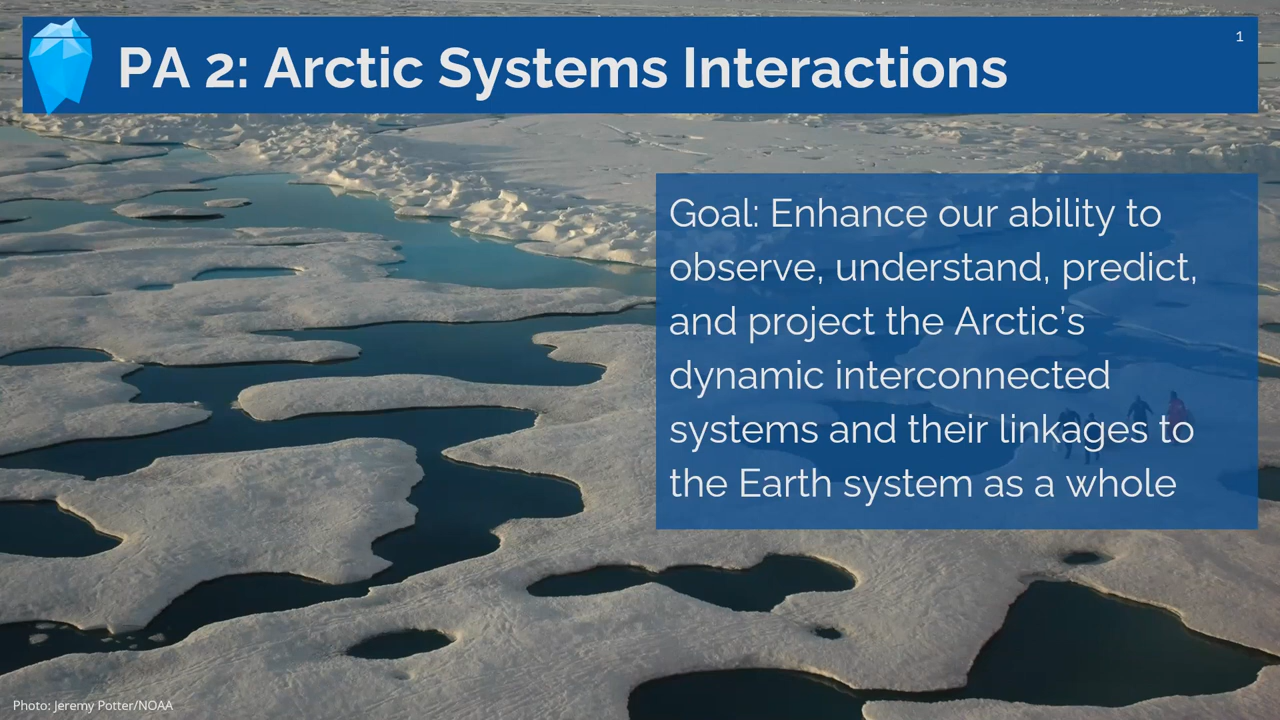 1
PA 2: Arctic Systems Interactions
Goal: Enhance our ability to
observe, understand, predict,
and project the Arctic’s
dynamic interconnected
systems and their linkages to
the Earth system as a whole
Photo: Jeremy Potter/NOAA